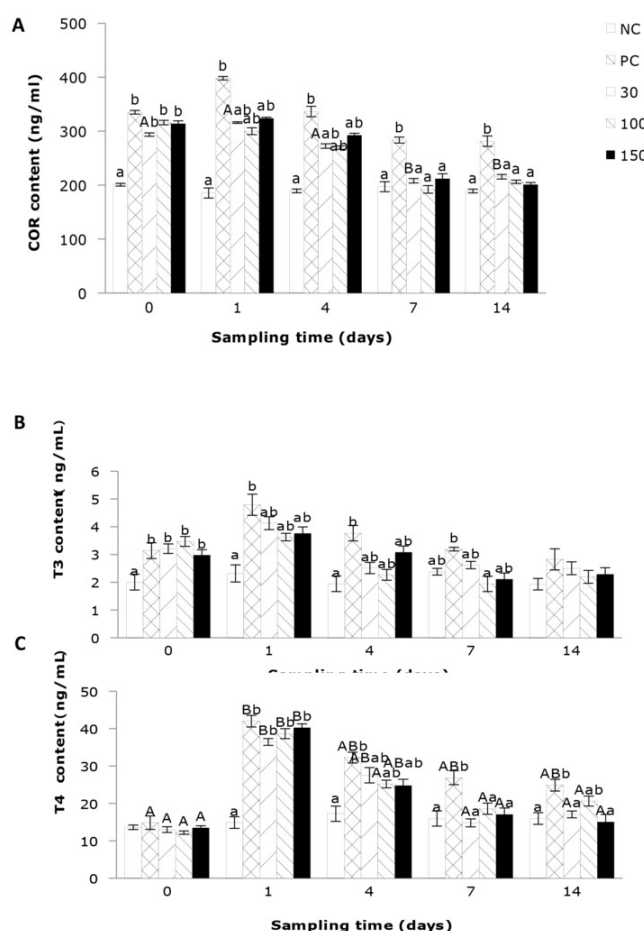 A
500
400
300
200
100
0
COR content (ng/ml)
a b Ab b b
a b Aab ab ab
a b Aab ab ab
a b Ba a a
a b Ba a a
0 1 4 7 14
Sampling time (days)
NC
PC
30
100
150
B
6
5
4
3
2
1
0
T3 content( ng/mL)
a b b b b
a b ab ab ab
a b ab ab ab
a b ab a ab
0 1 4 7 14
Sampling time (days)
C
50
40
30
20
10
0
T4 content(ng/mL)
A A A A
a Bb Bb Bb Bb
a ABb ABab Aab ABab
a ABb Aa Aa Aa
a ABb Aa Aab Aa
0 1 4 7 14
Sampling time (days)